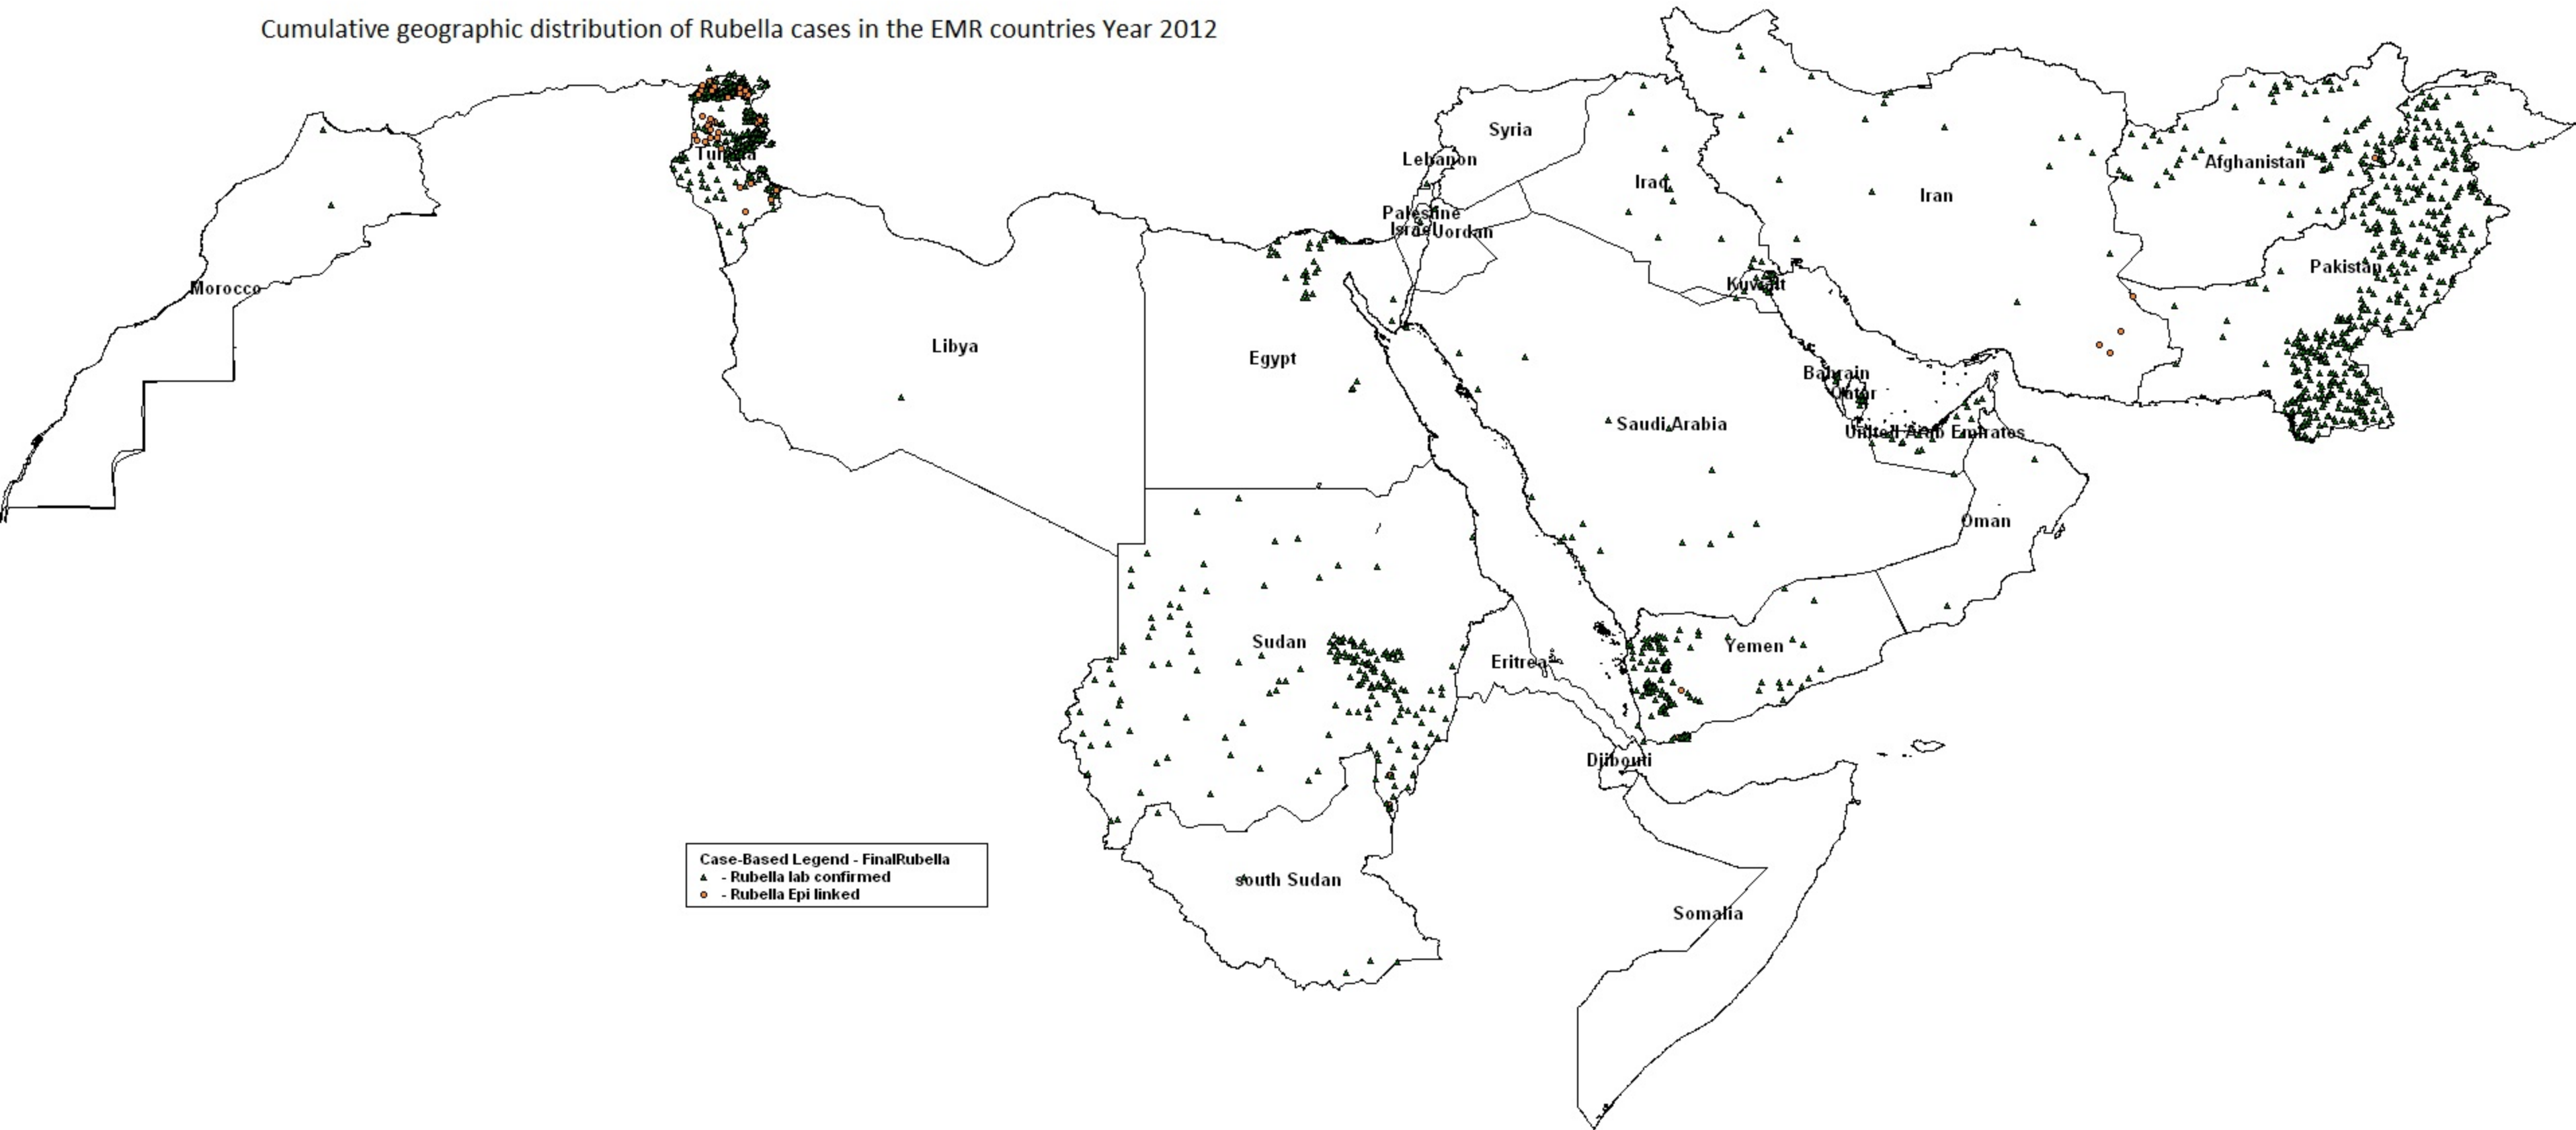 Cumulative geographic distribution of Rubella cases in the EMR countries Year 2012
Syria
Lebanon
Tunisia
Afghanistan
Iraq
Iran
Palestine
Israel
Jordan
Pakistan
Morocco
Kuwait
Libya
Egypt
Bahrain
Qatar
Saudi Arabia
United Arab Emirates
Oman
Sudan
Yemen
Eritrea
Djibouti
Case-Based Legend - FinalRubella
- Rubella lab confirmed
- Rubella Epi linked
south Sudan
Somalia